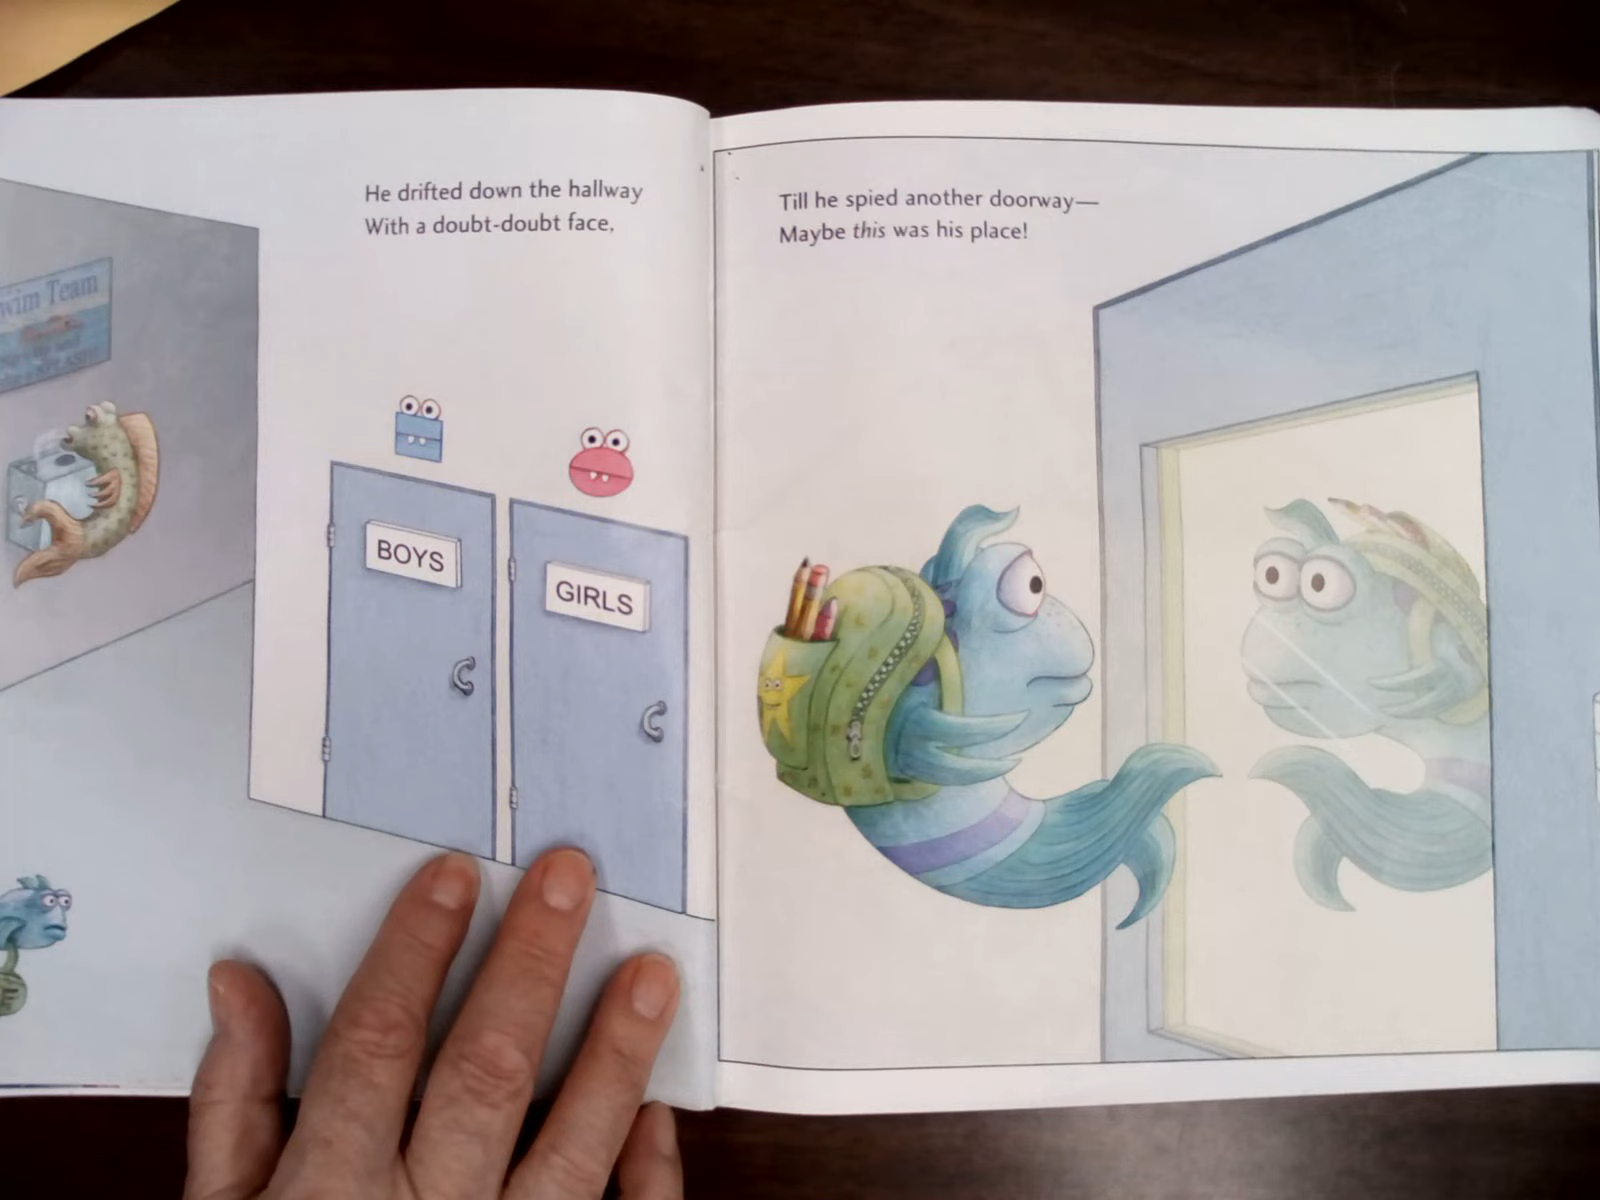 wim Team
He drifted down the hallway
With a doubt-doubt face,
BOYS
GIRLS
Till he spied another doorway—
Maybe this was his place!